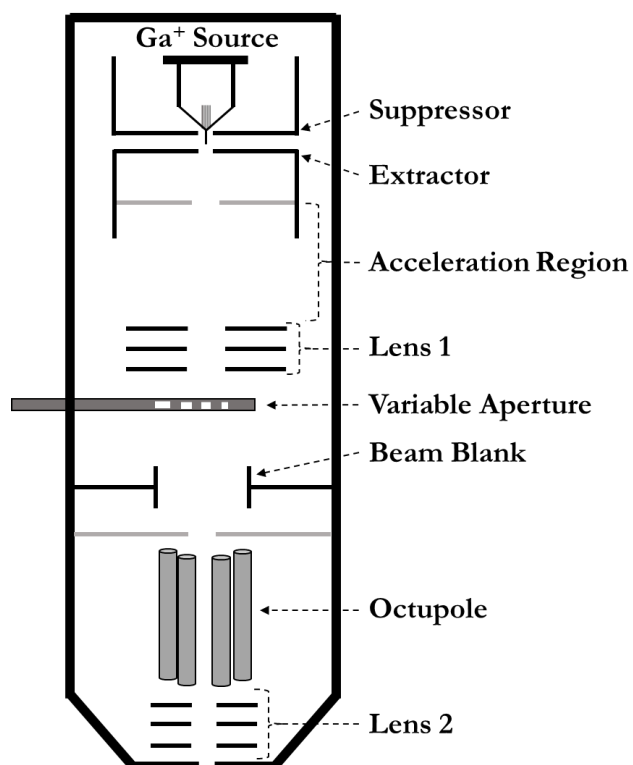 Ga⁺ Source
Suppressor
Extractor
Acceleration Region
Lens 1
Variable Aperture
Beam Blank
Octupole
Lens 2